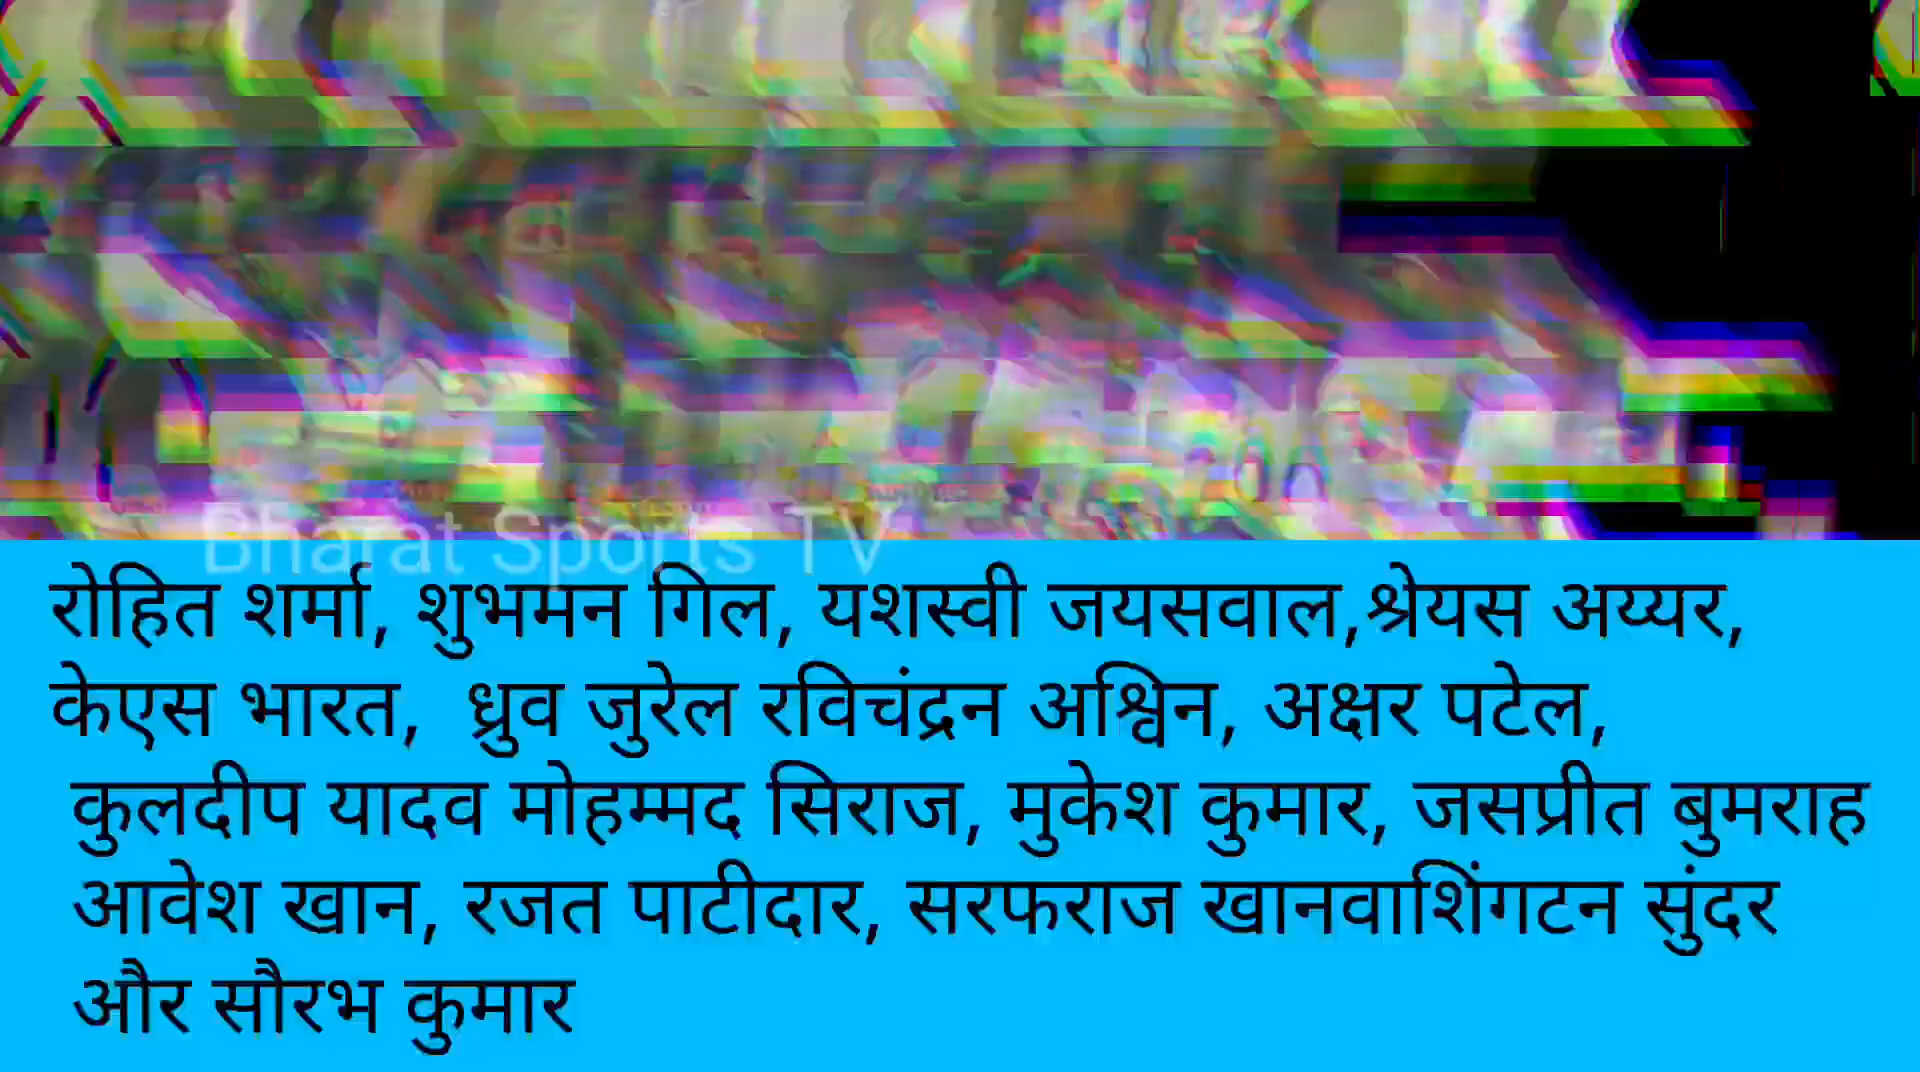 Bharat Sports TV
रोहित शर्मा, शुभमन गिल, यशस्वी जयसवाल,श्रेयस अय्यर,
केएस भारत, ध्रुव जुरेल रविचंद्रन अश्विन, अक्षर पटेल,
कुलदीप यादव मोहम्मद सिराज, मुकेश कुमार, जसप्रीत बुमराह
आवेश खान, रजत पाटीदार, सरफराज खानवाशिंगटन सुंदर
और सौरभ कुमार